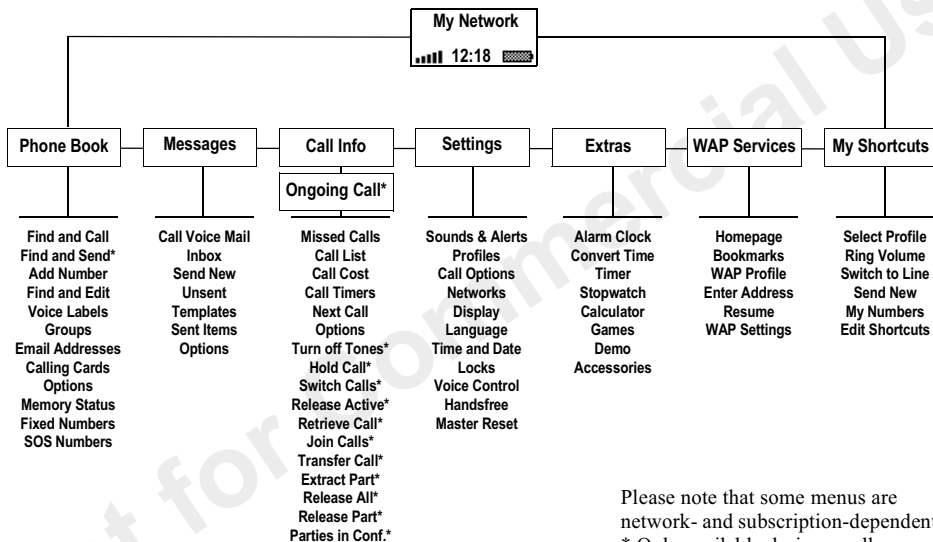 My Network
12:18
Phone Book
Messages
Call Info
Settings
Extras
WAP Services
My Shortcuts
Ongoing Call*
Find and Call
Find and Send*
Add Number
Find and Edit
Voice Labels
Groups
Email Addresses
Calling Cards
Options
Memory Status
Fixed Numbers
SOS Numbers
Call Voice Mail
Inbox
Send New
Unsent
Templates
Sent Items
Options
Missed Calls
Call List
Call Cost
Call Timers
Next Call
Options
Turn off Tones*
Hold Call*
Switch Calls*
Release Active*
Retrieve Call*
Join Calls*
Transfer Call*
Extract Part*
Release All*
Release Part*
Parties in Conf.*
Sounds & Alerts
Profiles
Call Options
Networks
Display
Language
Time and Date
Locks
Voice Control
Handsfree
Master Reset
Alarm Clock
Convert Time
Timer
Stopwatch
Calculator
Games
Demo
Accessories
Homepage
Bookmarks
WAP Profile
Enter Address
Resume
WAP Settings
Select Profile
Ring Volume
Switch to Line
Send New
My Numbers
Edit Shortcuts
Please note that some menus are
network- and subscription-dependent
for Commercial